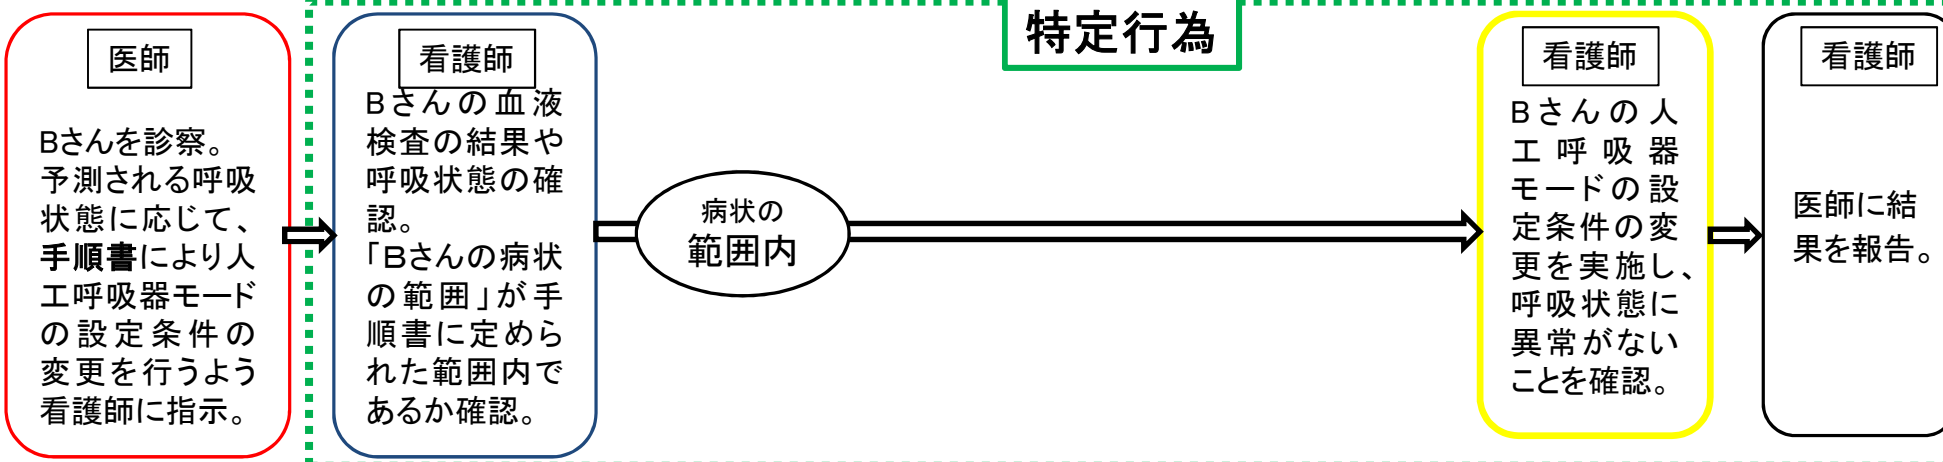 特定行為
医師
Bさんを診察。
予測される呼吸
状態に応じて、
手順書により人
工呼吸器モード
の設定条件の
変更を行うよう
看護師に指示。
看護師
Bさんの血液
検査の結果や
呼吸状態の確
認。
「Bさんの病状
の範囲」が手
順書に定めら
れた範囲内で
あるか確認。
病状の
範囲内
看護師
Bさんの人
工呼吸器
モードの設
定条件の変
更を実施し、
呼吸状態に
異常がない
ことを確認。
看護師
医師に結
果を報告。